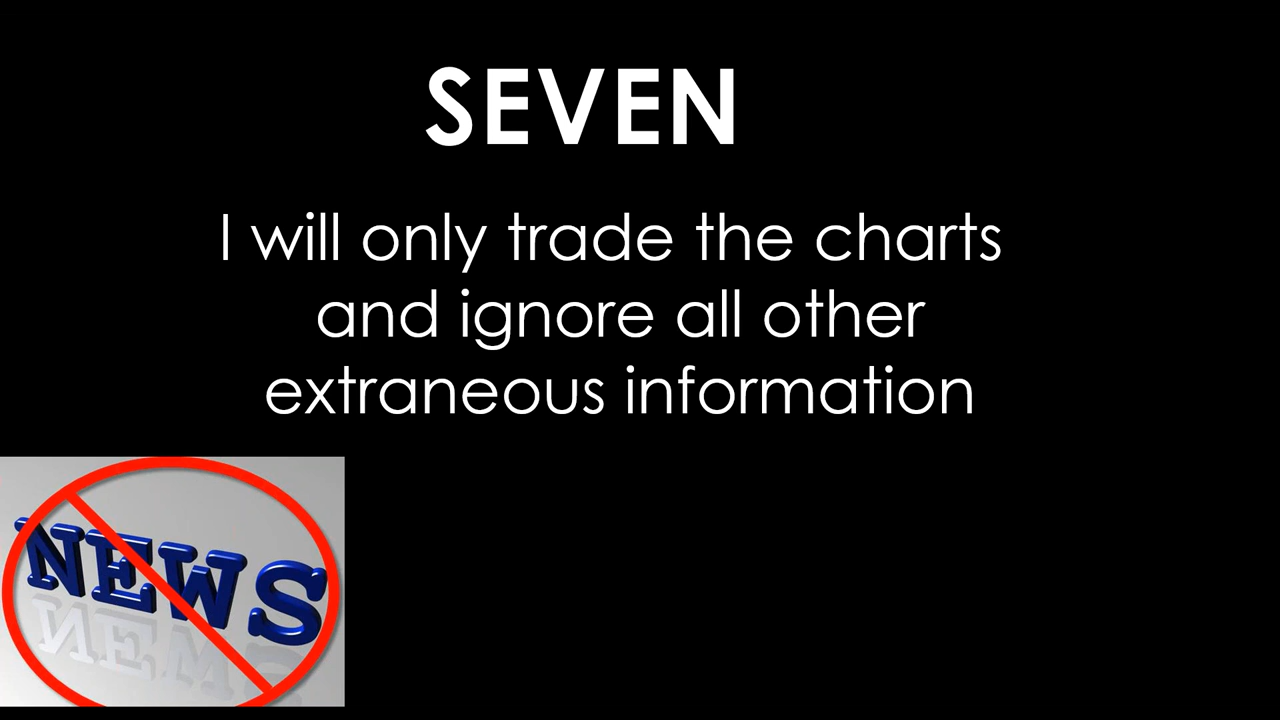 SEVEN
I will only trade the charts
and ignore all other
extraneous information
NEWS